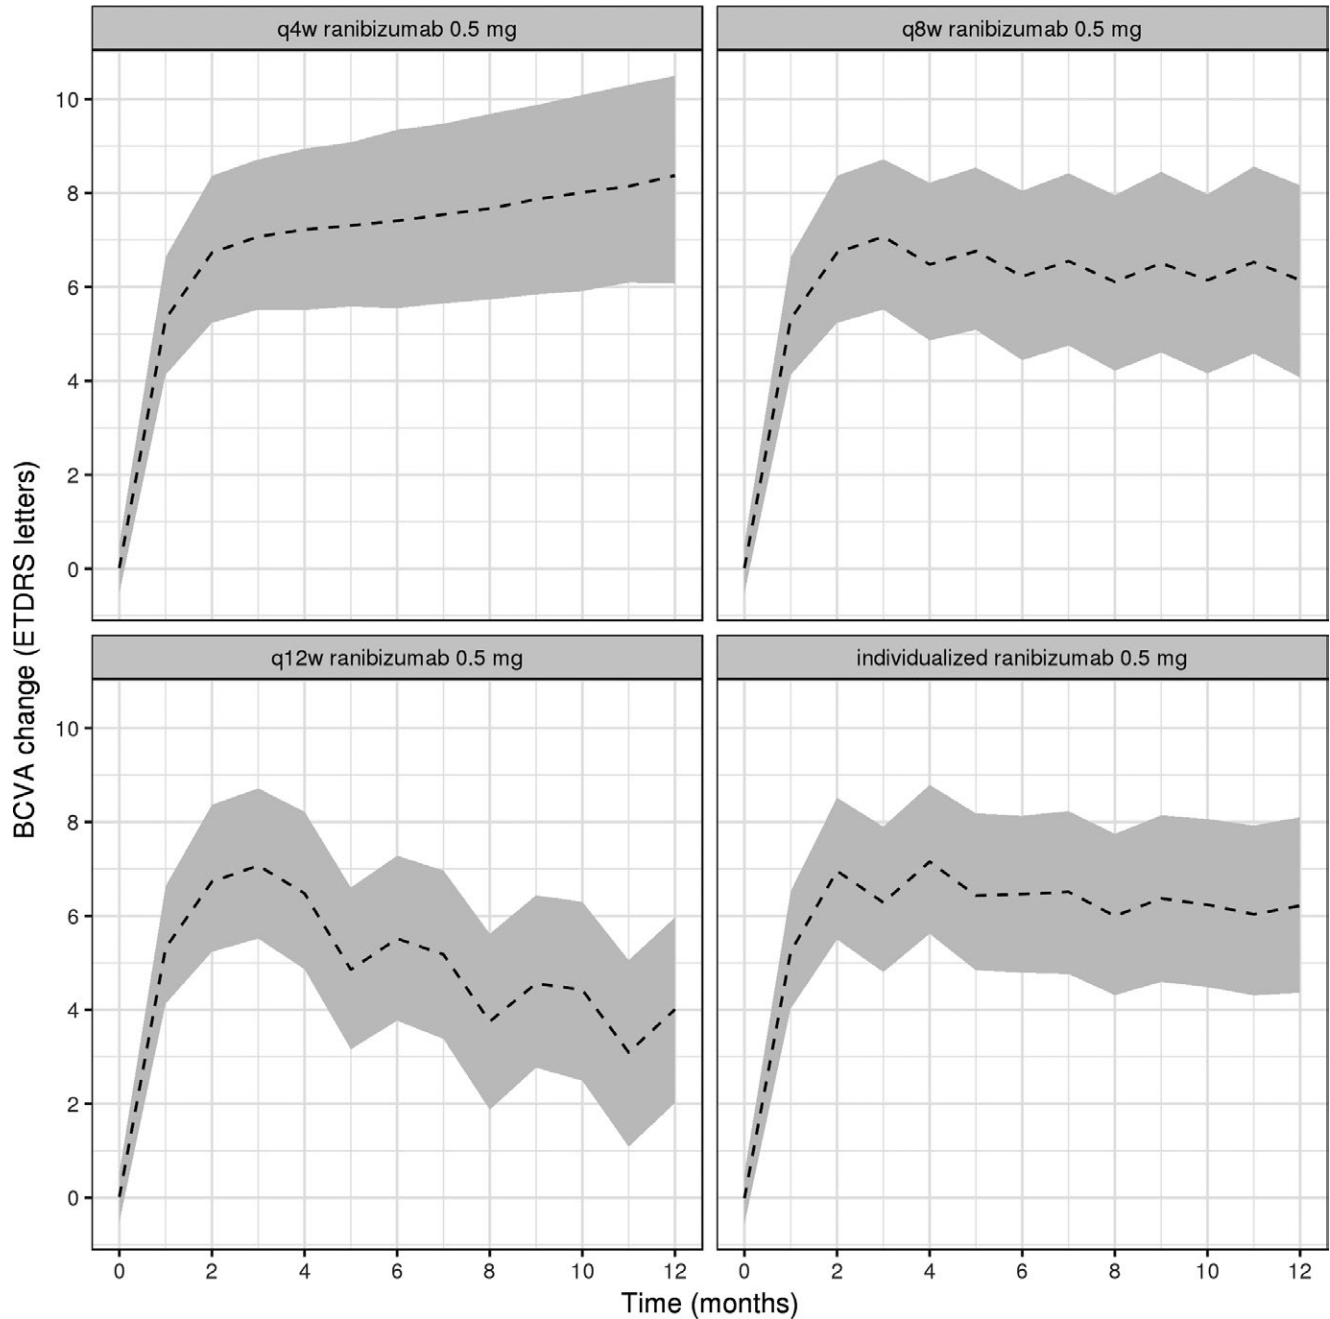 q4w ranibizumab 0.5 mg
q8w ranibizumab 0.5 mg
10
8
6
4
2
0
q12w ranibizumab 0.5 mg
individualized ranibizumab 0.5 mg
10
8
6
4
2
0
BCVA change (ETDRS letters)
0 2 4 6 8 10 12
0 2 4 6 8 10 12
Time (months)